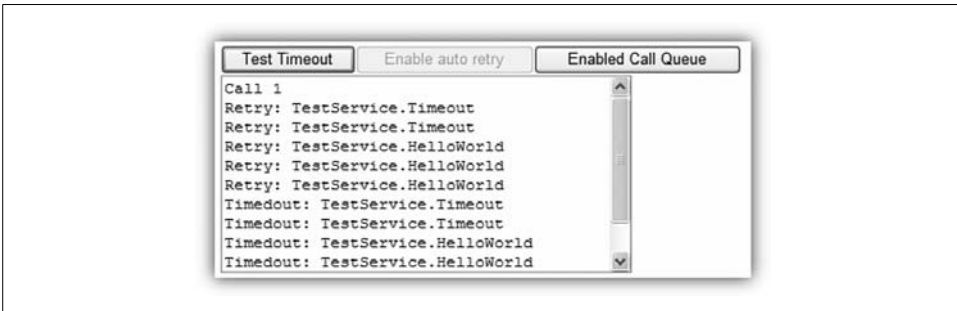 Test Timeout Enable auto retry Enabled Call Queue
Call 1
Retry: TestService.Timeout
Retry: TestService.Timeout
Retry: TestService.HelloWorld
Retry: TestService.HelloWorld
Retry: TestService.HelloWorld
Timedout: TestService.Timeout
Timedout: TestService.Timeout
Timedout: TestService.HelloWorld
Timedout: TestService.HelloWorld